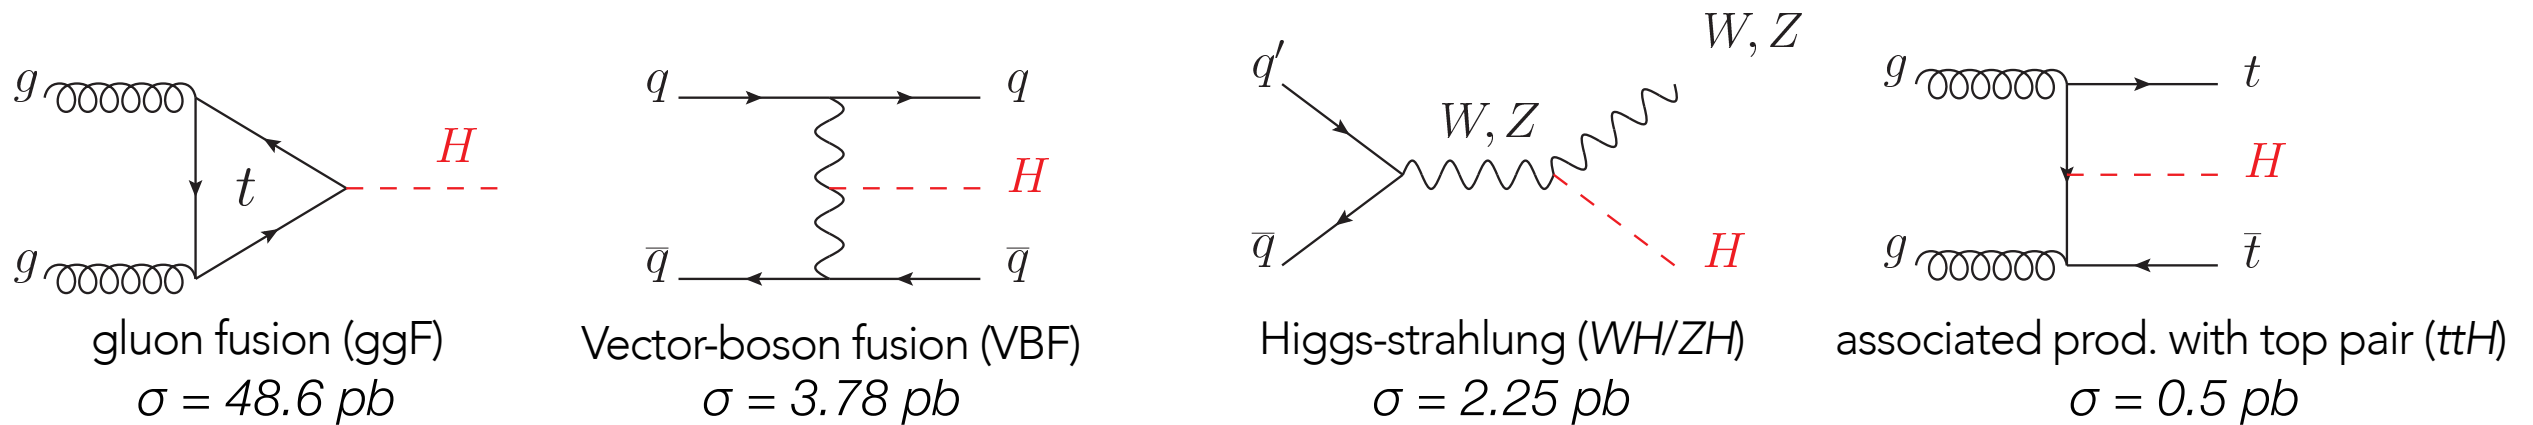 g
g
t
H
gluon fusion (ggF)
σ = 48.6 pb
q
q̅
q
H
q̅
Vector-boson fusion (VBF)
σ = 3.78 pb
q′
q̅
W, Z
W, Z
H
Higgs-strahlung (WH/ZH)
σ = 2.25 pb
g
g
t
H
t̅
associated prod. with top pair (ttH)
σ = 0.5 pb